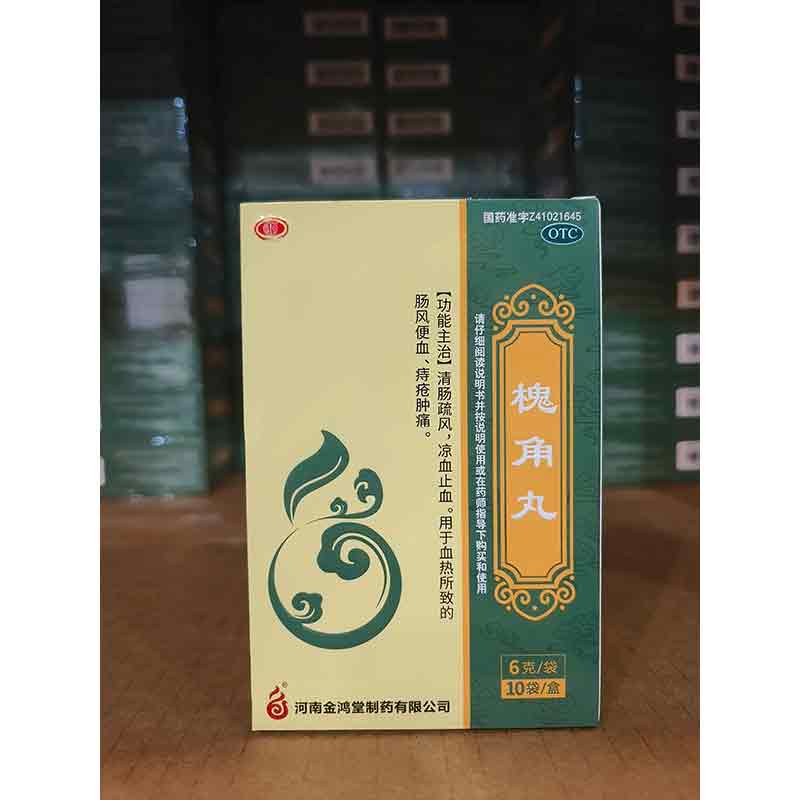 国药准字Z41021645
OTC
槐角丸
请仔细阅读说明书并按说明使用或在药师指导下购买和使用
【功能主治】清肠疏风，凉血止血。用于血热所致的
肠风便血、痔疮肿痛。
6克/袋
10袋/盒
®
河南金鸿堂制药有限公司